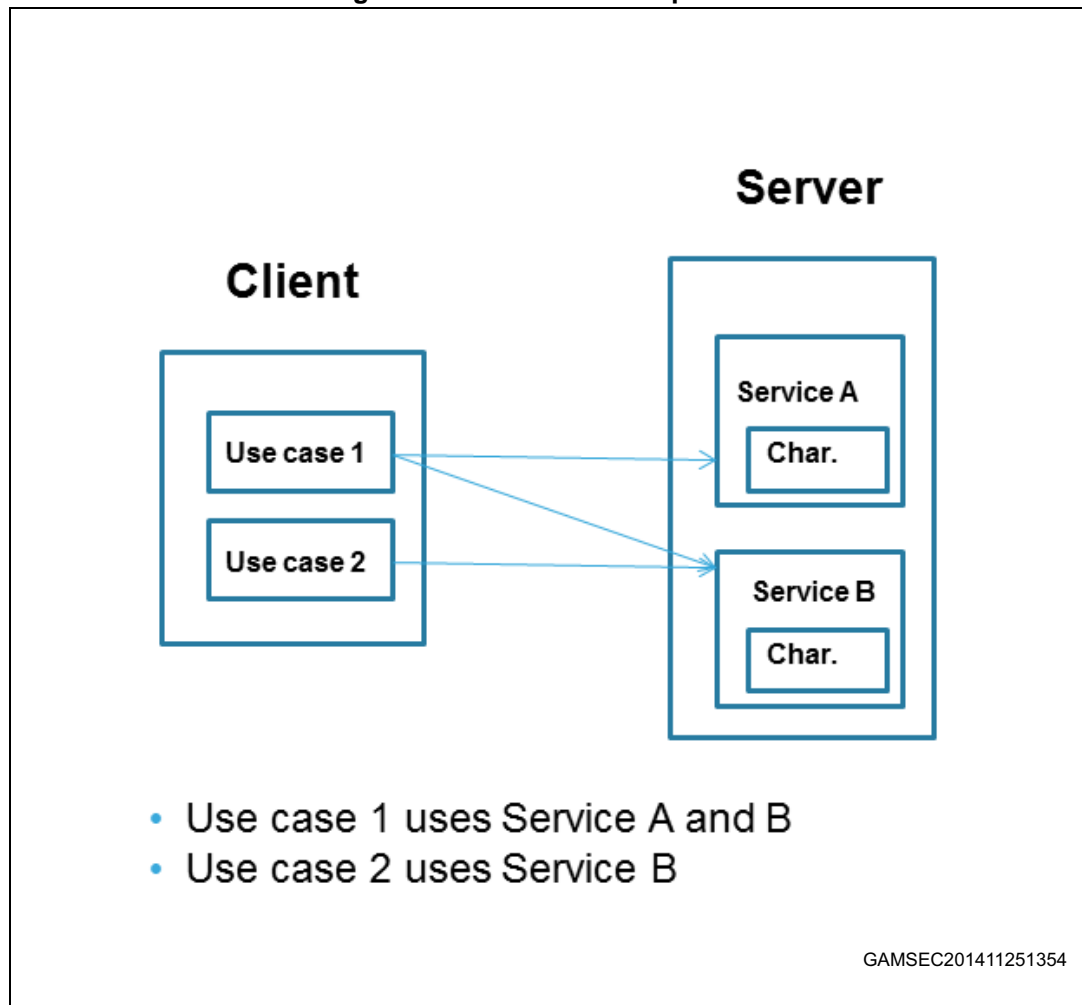 Server
Client
Service A
Use case 1
Char.
Use case 2
Service B
Char.
• Use case 1 uses Service A and B
• Use case 2 uses Service B
GAMSEC201411251354